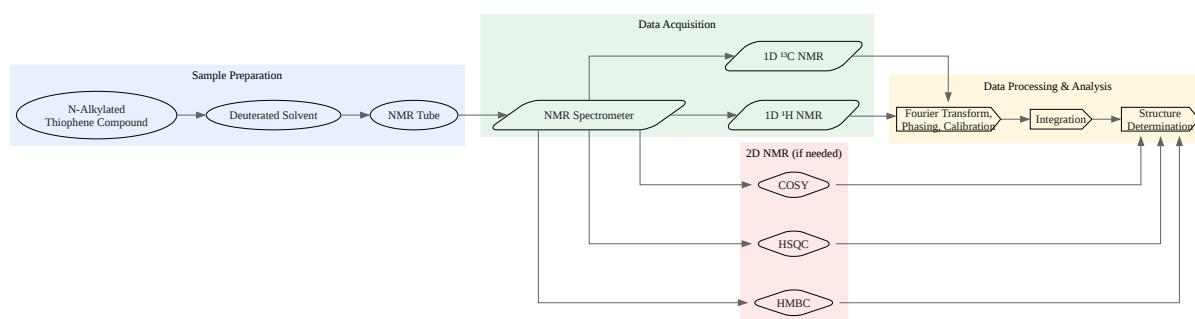 Sample Preparation
N-Alkylated
Thiophene Compound
Deuterated Solvent
NMR Tube
Data Acquisition
NMR Spectrometer
1D ¹³C NMR
1D ¹H NMR
2D NMR (if needed)
COSY
HSQC
HMBC
Data Processing & Analysis
Fourier Transform,
Phasing, Calibration
Integration
Structure
Determination